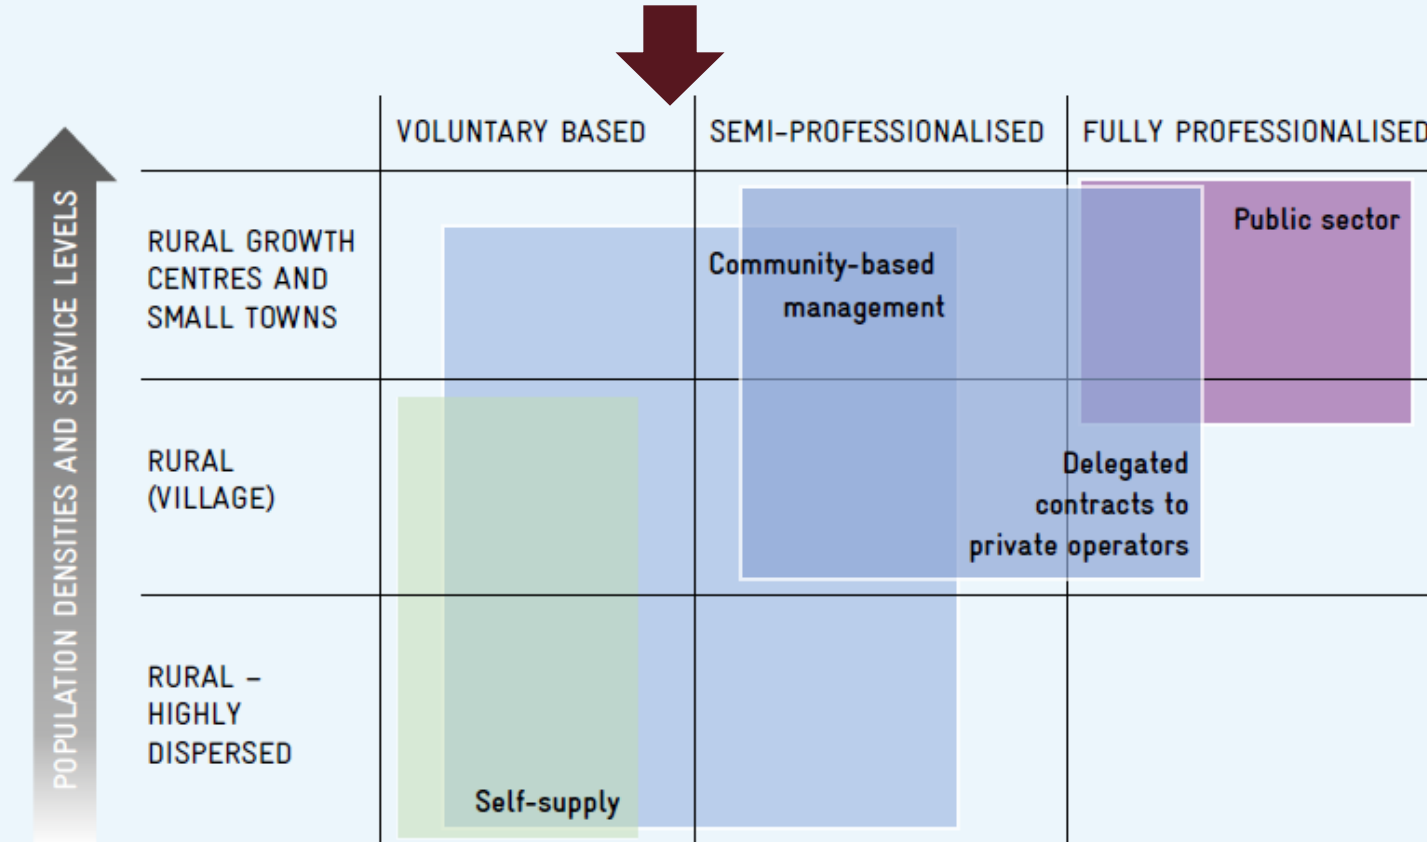 VOLUNTARY BASED
SEMI-PROFESSIONALISED
FULLY PROFESSIONALISED
POPULATION DENSITIES AND SERVICE LEVELS
RURAL GROWTH
CENTRES AND
SMALL TOWNS
Community-based
management
Public sector
RURAL
(VILLAGE)
Delegated
contracts to
private operators
RURAL –
HIGHLY
DISPERSED
Self-supply